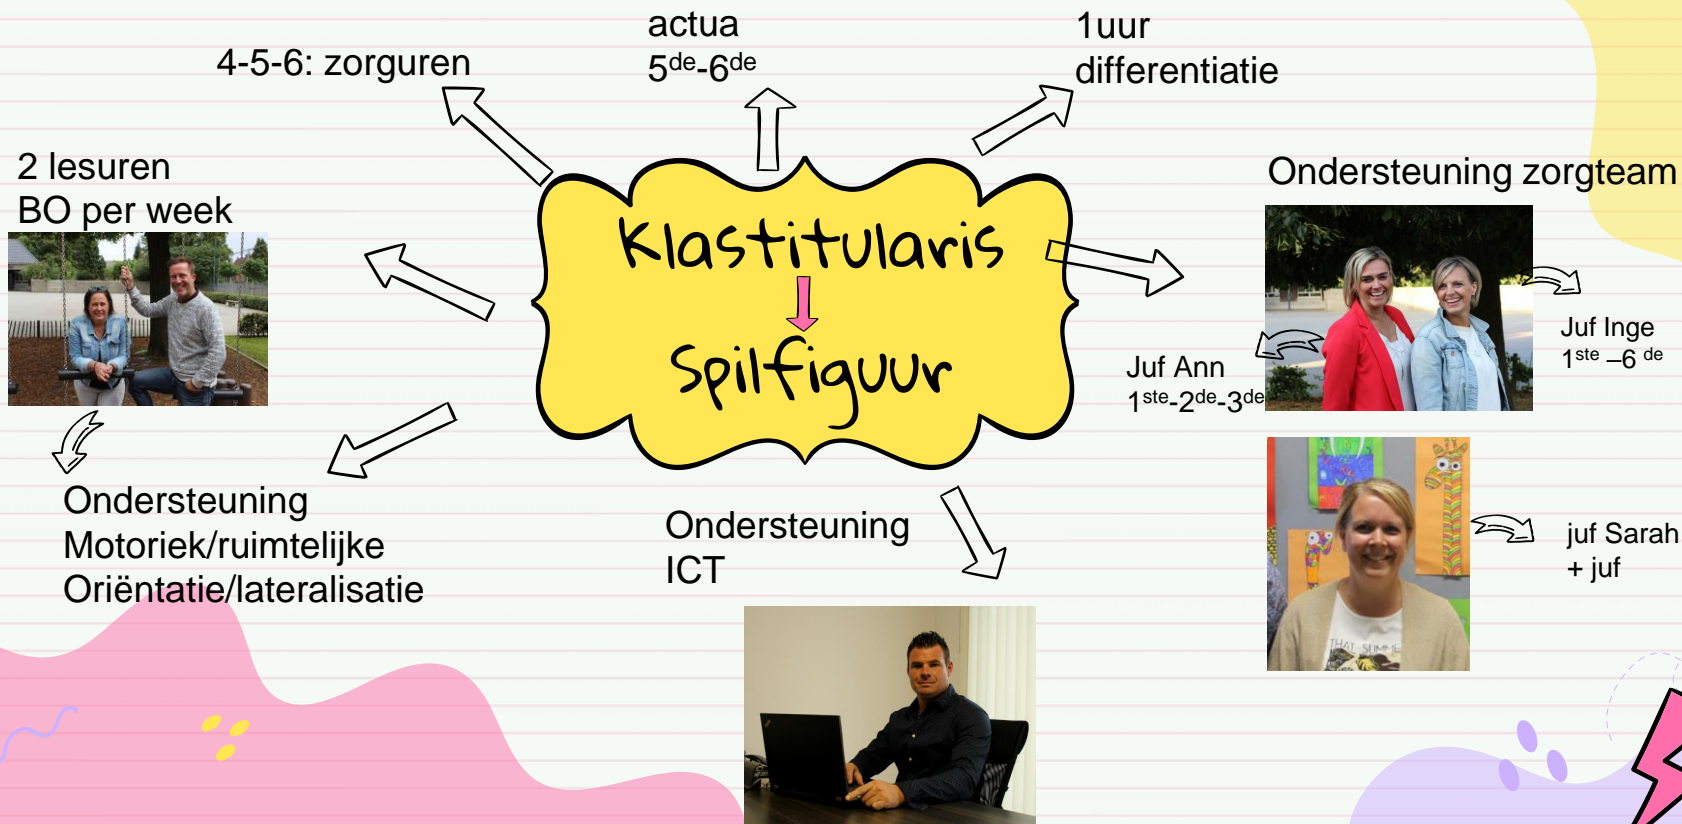 actua
5de-6de
1uur
differentiatie
4-5-6: zorguren
2 lesuren
BO per week
Ondersteuning zorgteam
Klastitularis
Spilfiguur
Juf Inge
1ste –6 de
Juf Ann
1ste-2de-3de
Ondersteuning
Motoriek/ruimtelijke
Oriëntatie/lateralisatie
Ondersteuning
ICT
juf Sarah
+ juf
THAT SUMME